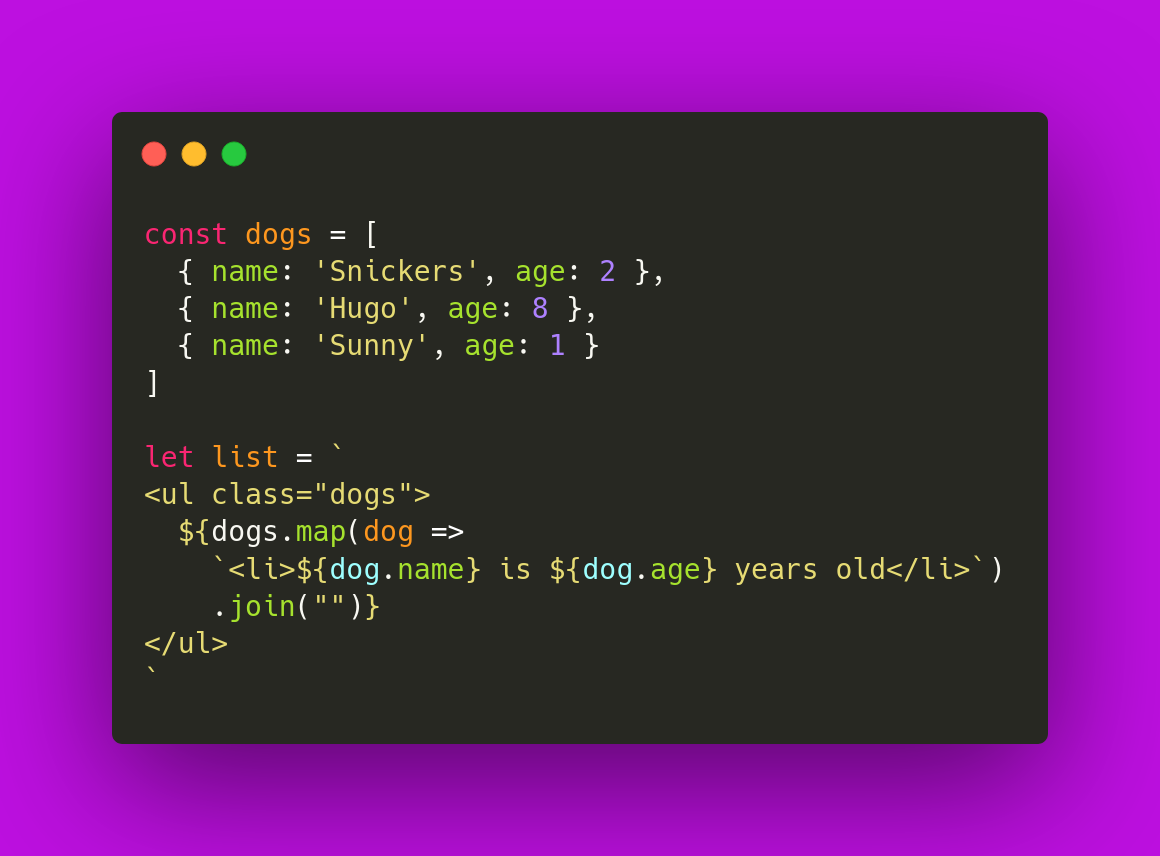 const dogs = [
  { name: 'Snickers', age: 2 },
  { name: 'Hugo', age: 8 },
  { name: 'Sunny', age: 1 }
]

let list = `
<ul class="dogs">
  ${dogs.map(dog =>
    `<li>${dog.name} is ${dog.age} years old</li>`)
    .join("")}
</ul>
`